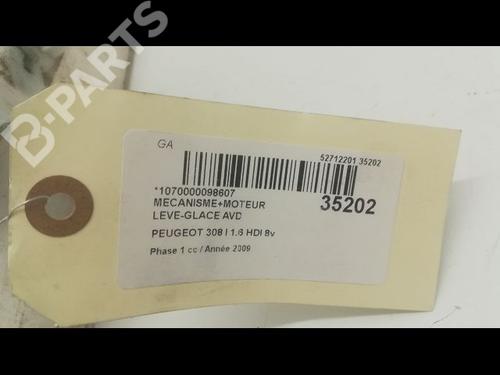 B-PARTS
GA
52712201 35202
*1070000098607
35202
MECANISME+MOTEUR
LEVE-GLACE AVD
PEUGEOT 308 I 1.6 HDI 8v
Phase 1 cc / Année 2009